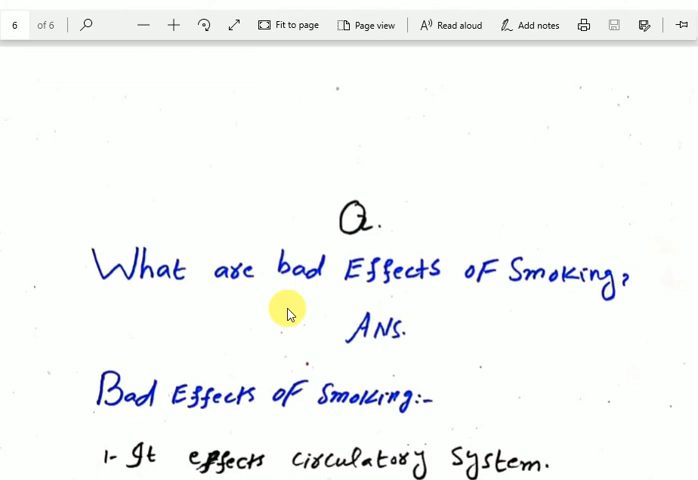 6 of 6 Fit to page Page view Read aloud Add notes
Q.
What are bad Effects of Smoking?
ANS.
Bad Effects of Smoking:-
1- It effects circulatory System.